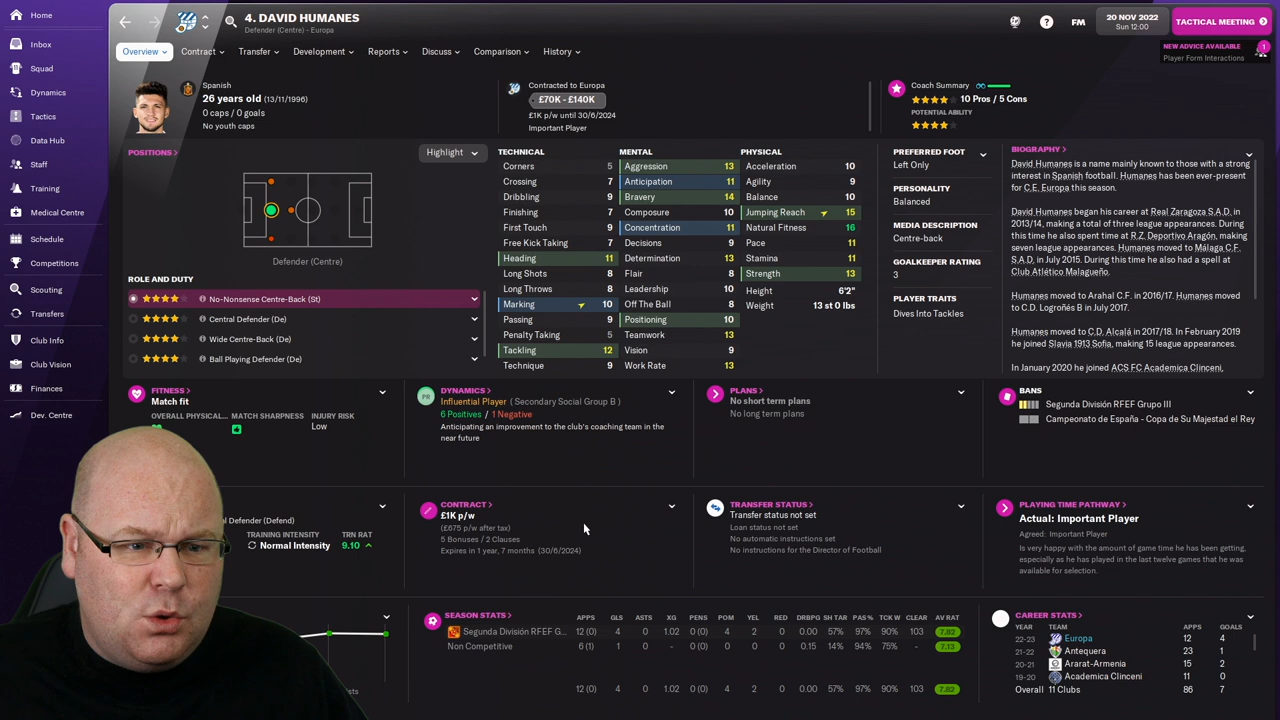 Home
4. DAVID HUMANES
Defender (Centre) - Europa
FM
20 NOV 2022
Sun 12:00
TACTICAL MEETING
NEW ADVICE AVAILABLE
1
Player Form Interactions
Inbox
Squad
Dynamics
Tactics
Data Hub
Staff
Training
Medical Centre
Schedule
Competitions
Scouting
Transfers
Club Info
Club Vision
Finances
Dev. Centre
Overview
Contract
Transfer
Development
Reports
Discuss
Comparison
History
Spanish
26 years old (13/11/1996)
0 caps / 0 goals
No youth caps
Contracted to Europa
£70K - £140K
£1K p/w until 30/6/2024
Important Player
Coach Summary
10 Pros / 5 Cons
POTENTIAL ABILITY
POSITIONS
Highlight
Defender (Centre)
ROLE AND DUTY
No-Nonsense Centre-Back (St)
Central Defender (De)
Wide Centre-Back (De)
Ball Playing Defender (De)
TECHNICAL
Corners 5
Crossing 7
Dribbling 9
Finishing 7
First Touch 9
Free Kick Taking 7
Heading 11
Long Shots 8
Long Throws 8
Marking 10
Passing 9
Penalty Taking 5
Tackling 12
Technique 9
MENTAL
Aggression 13
Anticipation 11
Bravery 14
Composure 10
Concentration 11
Decisions 9
Determination 13
Flair 8
Leadership 10
Off The Ball 8
Positioning 10
Teamwork 13
Vision 9
Work Rate 13
PHYSICAL
Acceleration 10
Agility 9
Balance 10
Jumping Reach 15
Natural Fitness 16
Pace 11
Stamina 11
Strength 13
Height 6'2"
Weight 13 st 0 lbs
PREFERRED FOOT
Left Only
PERSONALITY
Balanced
MEDIA DESCRIPTION
Centre-back
GOALKEEPER RATING
3
PLAYER TRAITS
Dives Into Tackles
BIOGRAPHY
David Humanes is a name mainly known to those with a strong
interest in Spanish football. Humanes has been ever-present
for C.E. Europa this season.
David Humanes began his career at Real Zaragoza S.A.D. in
2013/14, making a total of three league appearances. During
this time he also spent time at R.Z. Deportivo Aragón, making
seven league appearances. Humanes moved to Málaga C.F.
S.A.D. in July 2015. During this time he also had a spell at
Club Atlético Malagueño.
Humanes moved to Arahal C.F. in 2016/17. Humanes moved
to C.D. Logroñés B in July 2017.
Humanes moved to C.D. Alcalá in 2017/18. In February 2019
he joined Slavia 1913 Sofia, making 15 league appearances.
In January 2020 he joined ACS FC Academica Clinceni,
FITNESS
Match fit
OVERALL PHYSICAL...
MATCH SHARPNESS
INJURY RISK
Low
DYNAMICS
PR
Influential Player ( Secondary Social Group B )
6 Positives / 1 Negative
Anticipating an improvement to the club's coaching team in the
near future
PLANS
No short term plans
No long term plans
BANS
Segunda División RFEF Grupo III
Campeonato de España - Copa de Su Majestad el Rey
al Defender (Defend)
TRAINING INTENSITY
Normal Intensity
TRN RAT
9.10
CONTRACT
£1K p/w
(£675 p/w after tax)
5 Bonuses / 2 Clauses
Expires in 1 year, 7 months (30/6/2024)
TRANSFER STATUS
Transfer status not set
Loan status not set
No automatic instructions set
No instructions for the Director of Football
PLAYING TIME PATHWAY
Actual: Important Player
Agreed: Important Player
Is very happy with the amount of game time he has been getting,
especially as he has played in the last twelve games that he was
available for selection.
SEASON STATS
APPS GLS ASTS XG PENS POM YEL RED DRBPG SH TAR PAS % TCK W CLEAR AV RAT
Segunda División RFEF G... 12 (0) 4 0 1.02 0 (0) 4 2 0 0.00 57% 97% 90% 103 7.82
Non Competitive 6 (1) 1 0 - 0 (0) 0 0 0 0.15 14% 94% 75% - 7.13
12 (0) 4 0 1.02 0 (0) 4 2 0 0.00 57% 97% 90% 103 7.82
CAREER STATS
YEAR TEAM APPS GOALS
22-23 Europa 12 4
21-22 Antequera 23 1
20-21 Ararat-Armenia 15 2
19-20 Academica Clinceni 11 0
Overall 11 Clubs 86 7